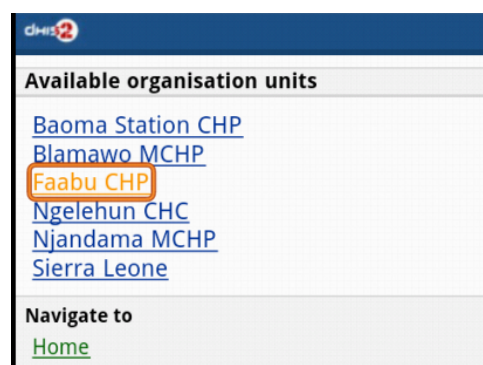 dhis2
Available organisation units
Baoma Station CHP
Blamawo MCHP
Faabu CHP
Ngelehun CHC
Njandama MCHP
Sierra Leone
Navigate to
Home